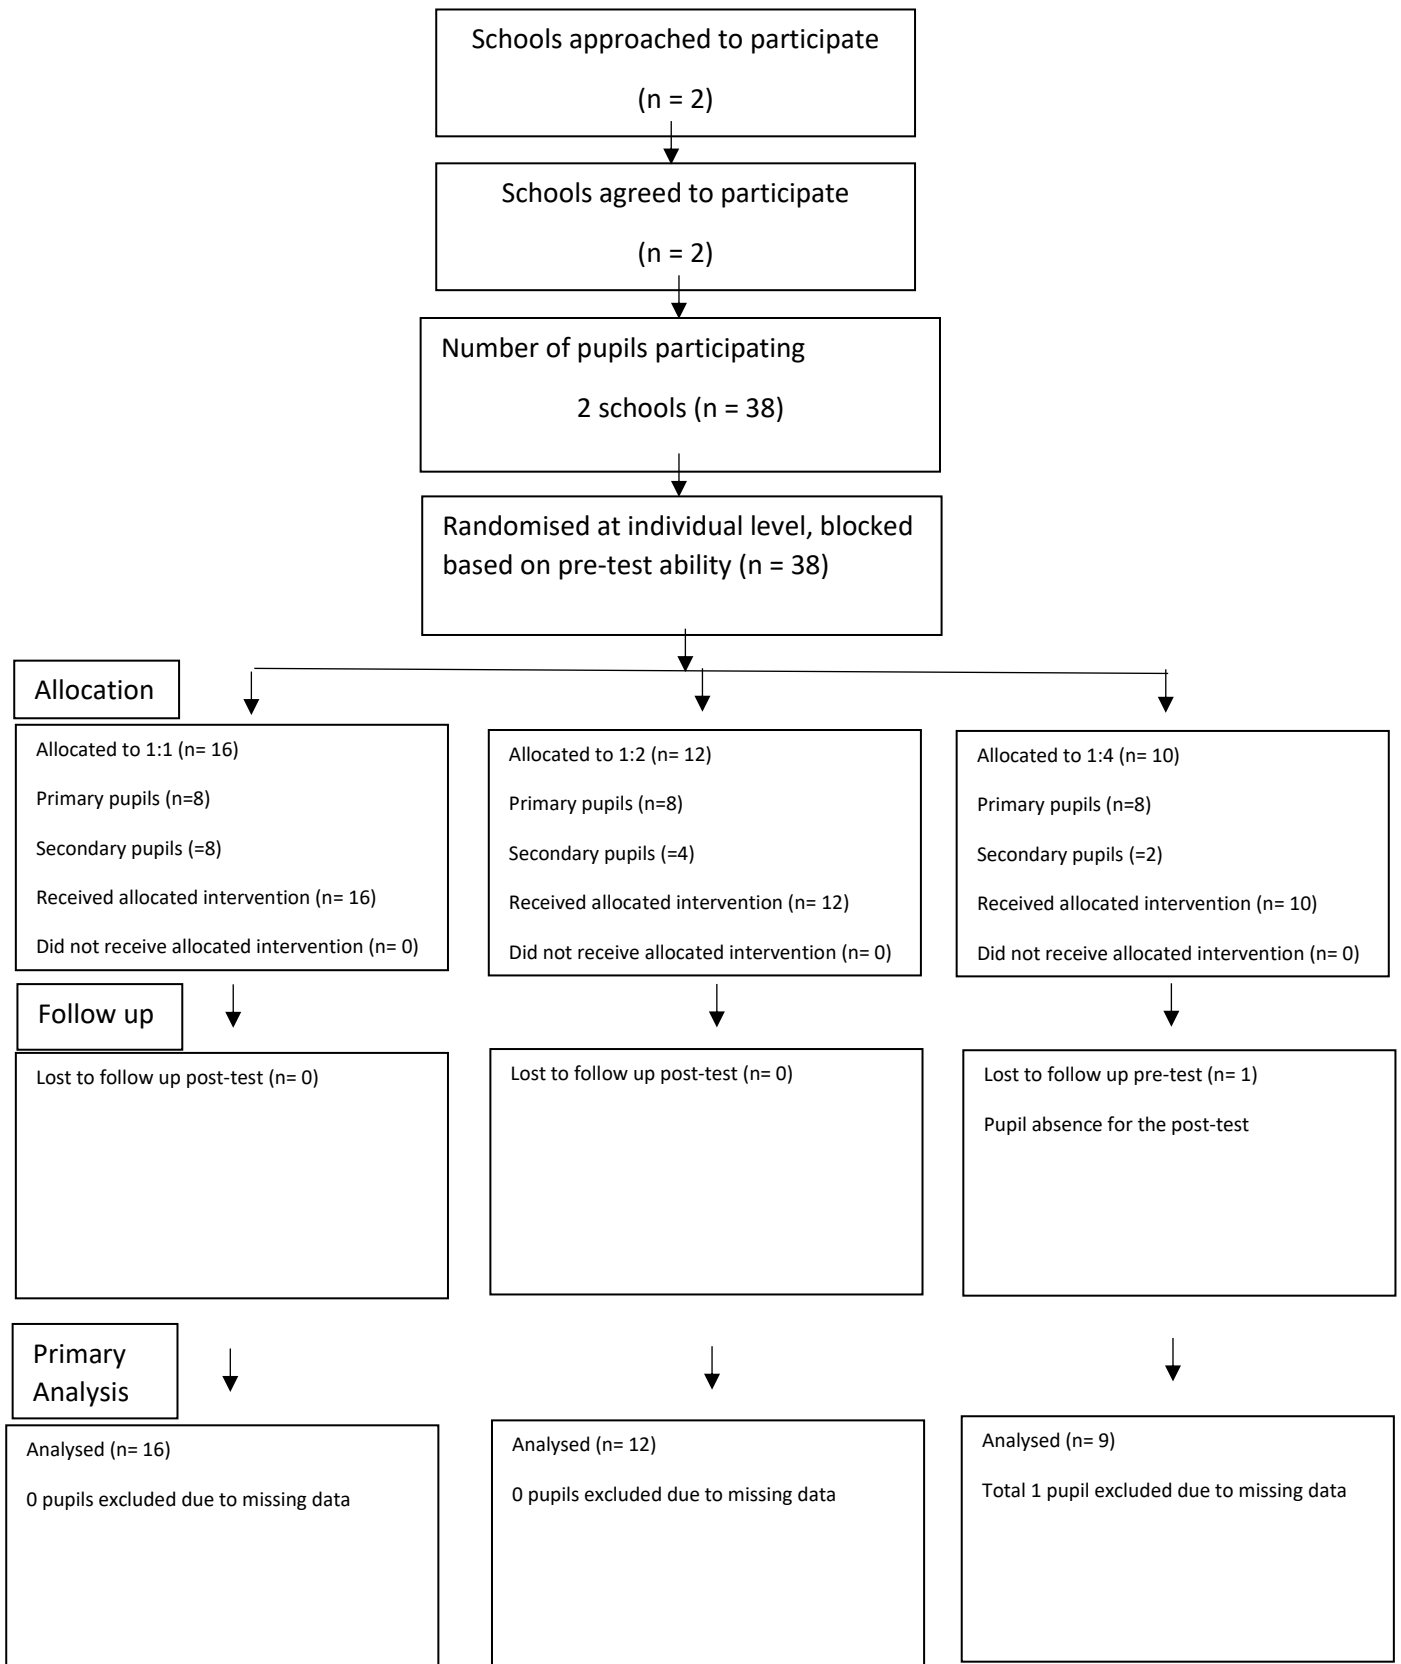 Schools approached to participate
(n = 2)
Schools agreed to participate
(n = 2)
Number of pupils participating
2 schools (n = 38)
Randomised at individual level, blocked
based on pre-test ability (n = 38)
Allocation
Allocated to 1:1 (n= 16)
Primary pupils (n=8)
Secondary pupils (=8)
Received allocated intervention (n= 16)
Did not receive allocated intervention (n= 0)
Allocated to 1:2 (n= 12)
Primary pupils (n=8)
Secondary pupils (=4)
Received allocated intervention (n= 12)
Did not receive allocated intervention (n= 0)
Allocated to 1:4 (n= 10)
Primary pupils (n=8)
Secondary pupils (=2)
Received allocated intervention (n= 10)
Did not receive allocated intervention (n= 0)
Follow up
Lost to follow up post-test (n= 0)
Lost to follow up post-test (n= 0)
Lost to follow up pre-test (n= 1)
Pupil absence for the post-test
Primary
Analysis
Analysed (n= 16)
0 pupils excluded due to missing data
Analysed (n= 12)
0 pupils excluded due to missing data
Analysed (n= 9)
Total 1 pupil excluded due to missing data